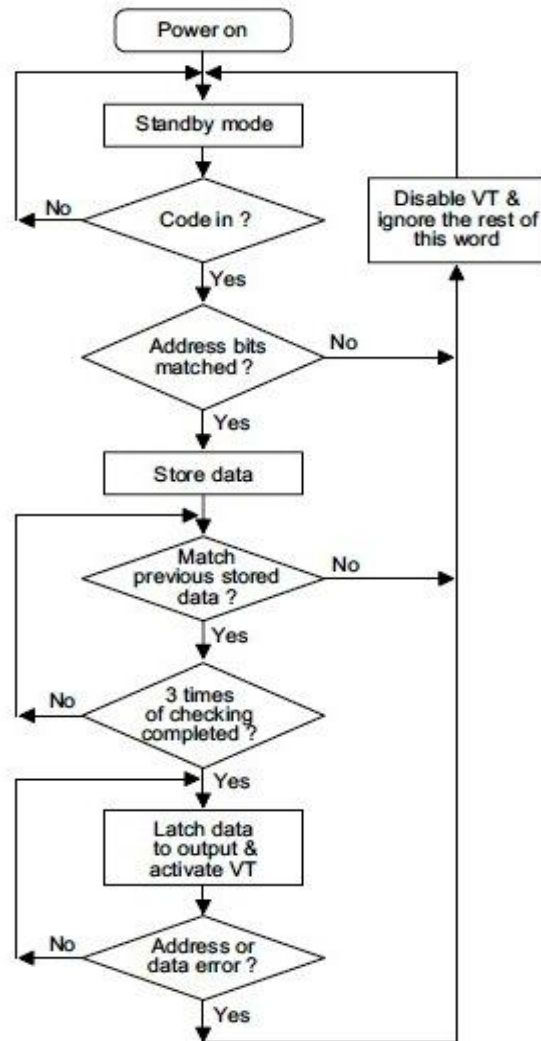 Power on
Standby mode
No
Code in ?
Disable VT &
ignore the rest of
this word
Yes
Address bits
matched ?
No
Yes
Store data
Match
previous stored
data ?
No
Yes
No
3 times
of checking
completed ?
Yes
Latch data
to output &
activate VT
No
Address or
data error ?
Yes